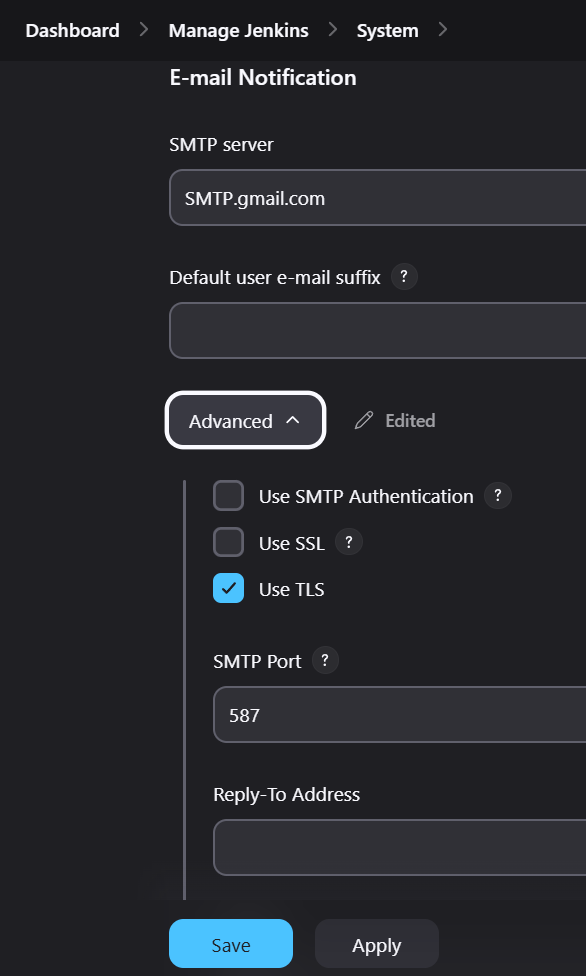 Dashboard > Manage Jenkins > System >
E-mail Notification
SMTP server
SMTP.gmail.com
Default user e-mail suffix ?
Advanced Edited
Use SMTP Authentication ?
Use SSL ?
Use TLS
SMTP Port ?
587
Reply-To Address
Save Apply